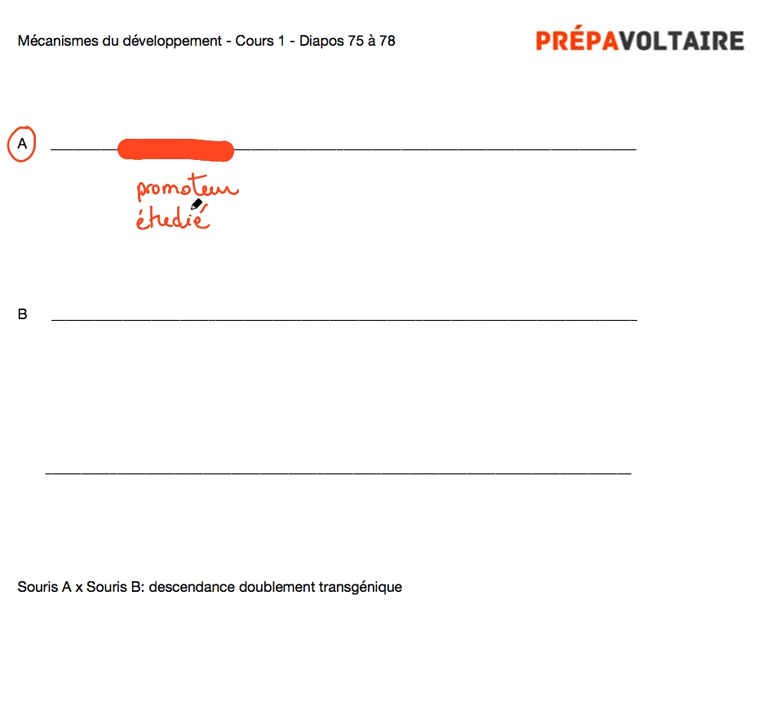 Mécanismes du développement - Cours 1 - Diapos 75 à 78
PRÉPAVOLTAIRE
A
promoteur
étudié
B
Souris A x Souris B: descendance doublement transgénique